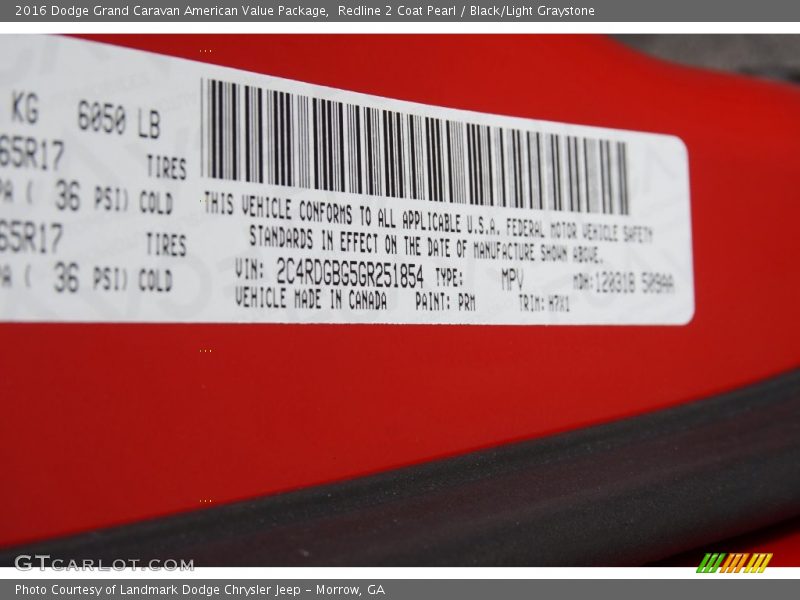 2016 Dodge Grand Caravan American Value Package, Redline 2 Coat Pearl / Black/Light Graystone
KG 6050 LB
65R17 TIRES
PA ( 36 PSI) COLD
65R17 TIRES
PA ( 36 PSI) COLD
THIS VEHICLE CONFORMS TO ALL APPLICABLE U.S.A. FEDERAL MOTOR VEHICLE SAFETY
STANDARDS IN EFFECT ON THE DATE OF MANUFACTURE SHOWN ABOVE.
VIN: 2C4RDGBG5GR251854 TYPE: MPV MDH:
VEHICLE MADE IN CANADA PAINT: PRM TRIM: H7X1
GTCARLOT.COM
Photo Courtesy of Landmark Dodge Chrysler Jeep – Morrow, GA